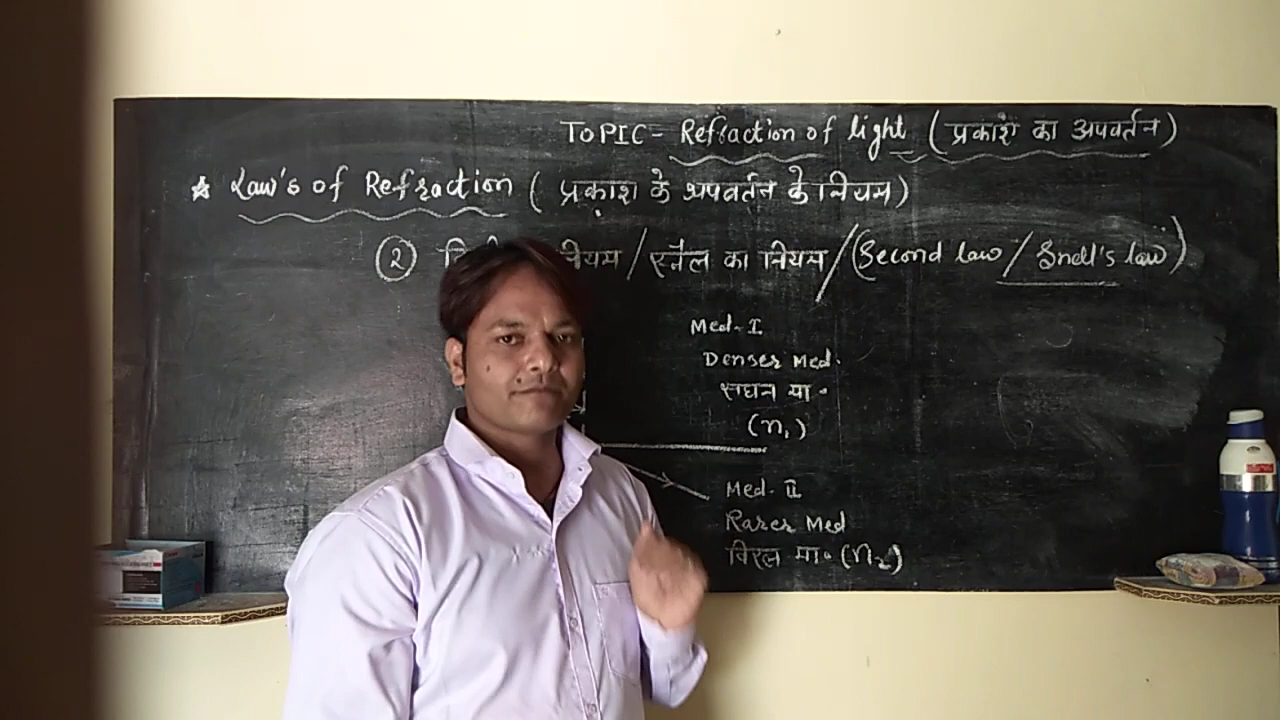 TOPIC- Refraction of light (प्रकाश का अपवर्तन)
☆ Law's of Refraction ( प्रकाश के अपवर्तन के नियम)
② नियम/स्नैल का नियम/(Second law/Snell's law)
Med-I
Denser Med.
सघन मा॰
(n₁)
Med-II
Rarer Med
विरल मा॰ (n₂)